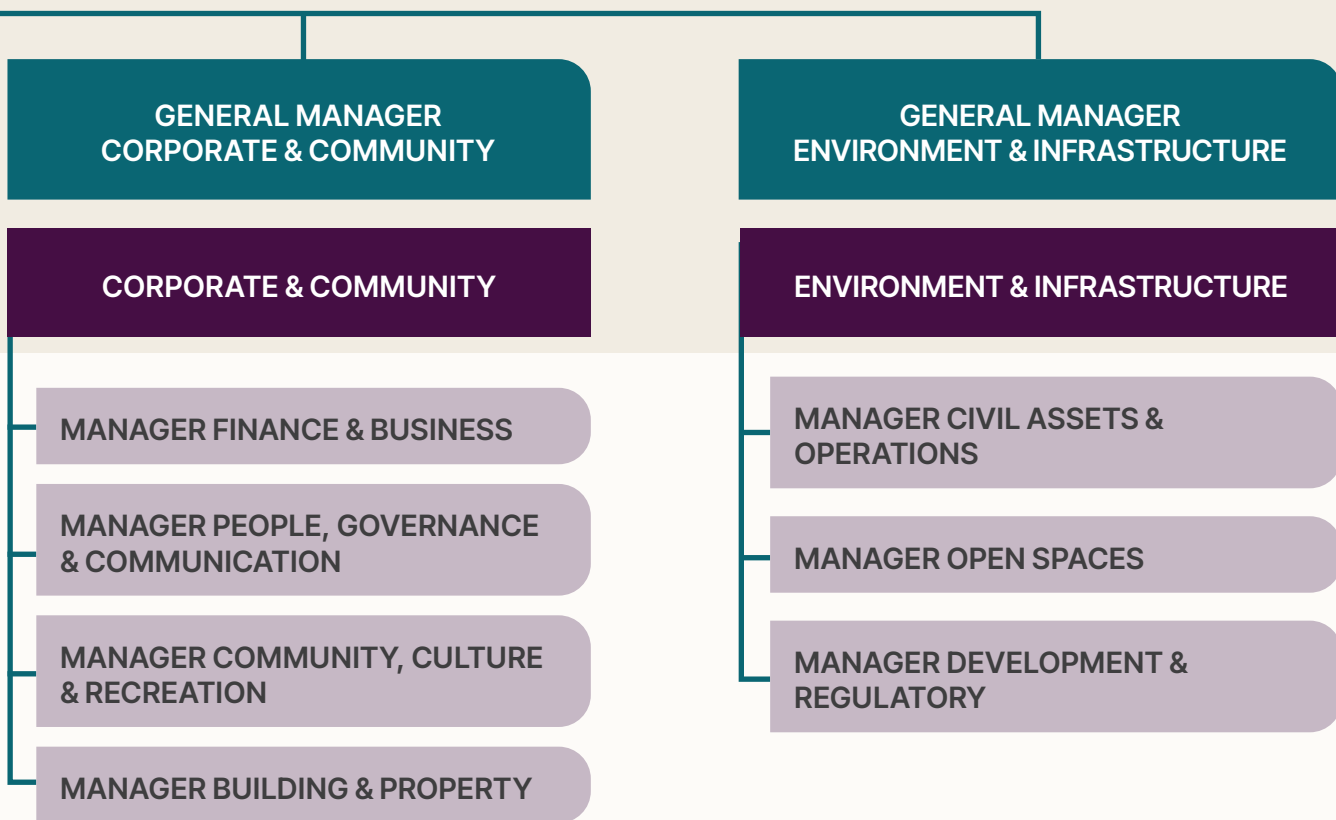 GENERAL MANAGER
CORPORATE & COMMUNITY
CORPORATE & COMMUNITY
MANAGER FINANCE & BUSINESS
MANAGER PEOPLE, GOVERNANCE
& COMMUNICATION
MANAGER COMMUNITY, CULTURE
& RECREATION
MANAGER BUILDING & PROPERTY
GENERAL MANAGER
ENVIRONMENT & INFRASTRUCTURE
ENVIRONMENT & INFRASTRUCTURE
MANAGER CIVIL ASSETS &
OPERATIONS
MANAGER OPEN SPACES
MANAGER DEVELOPMENT &
REGULATORY